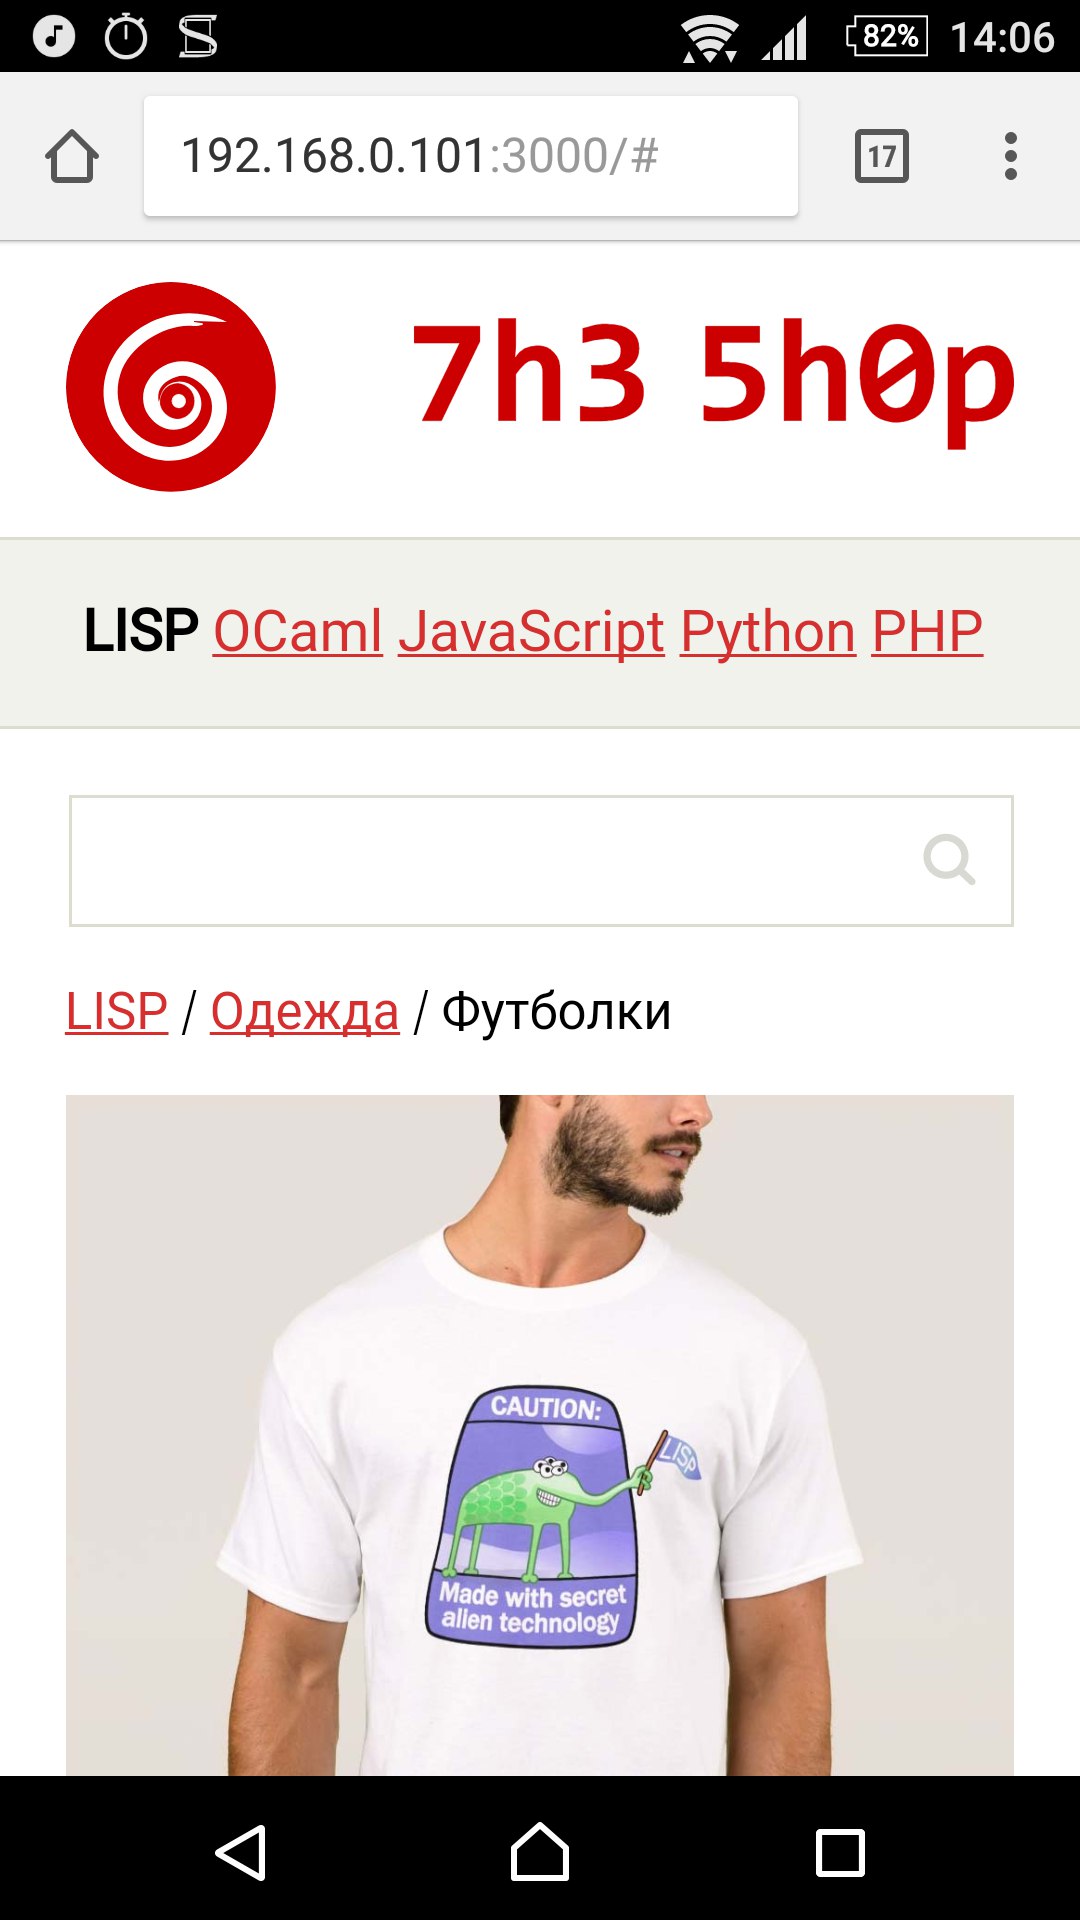 82% 14:06
192.168.0.101:3000/# 17
7h3 5h0p
LISP OCaml JavaScript Python PHP
LISP / Одежда / Футболки
CAUTION:
LISP
Made with secret
alien technology